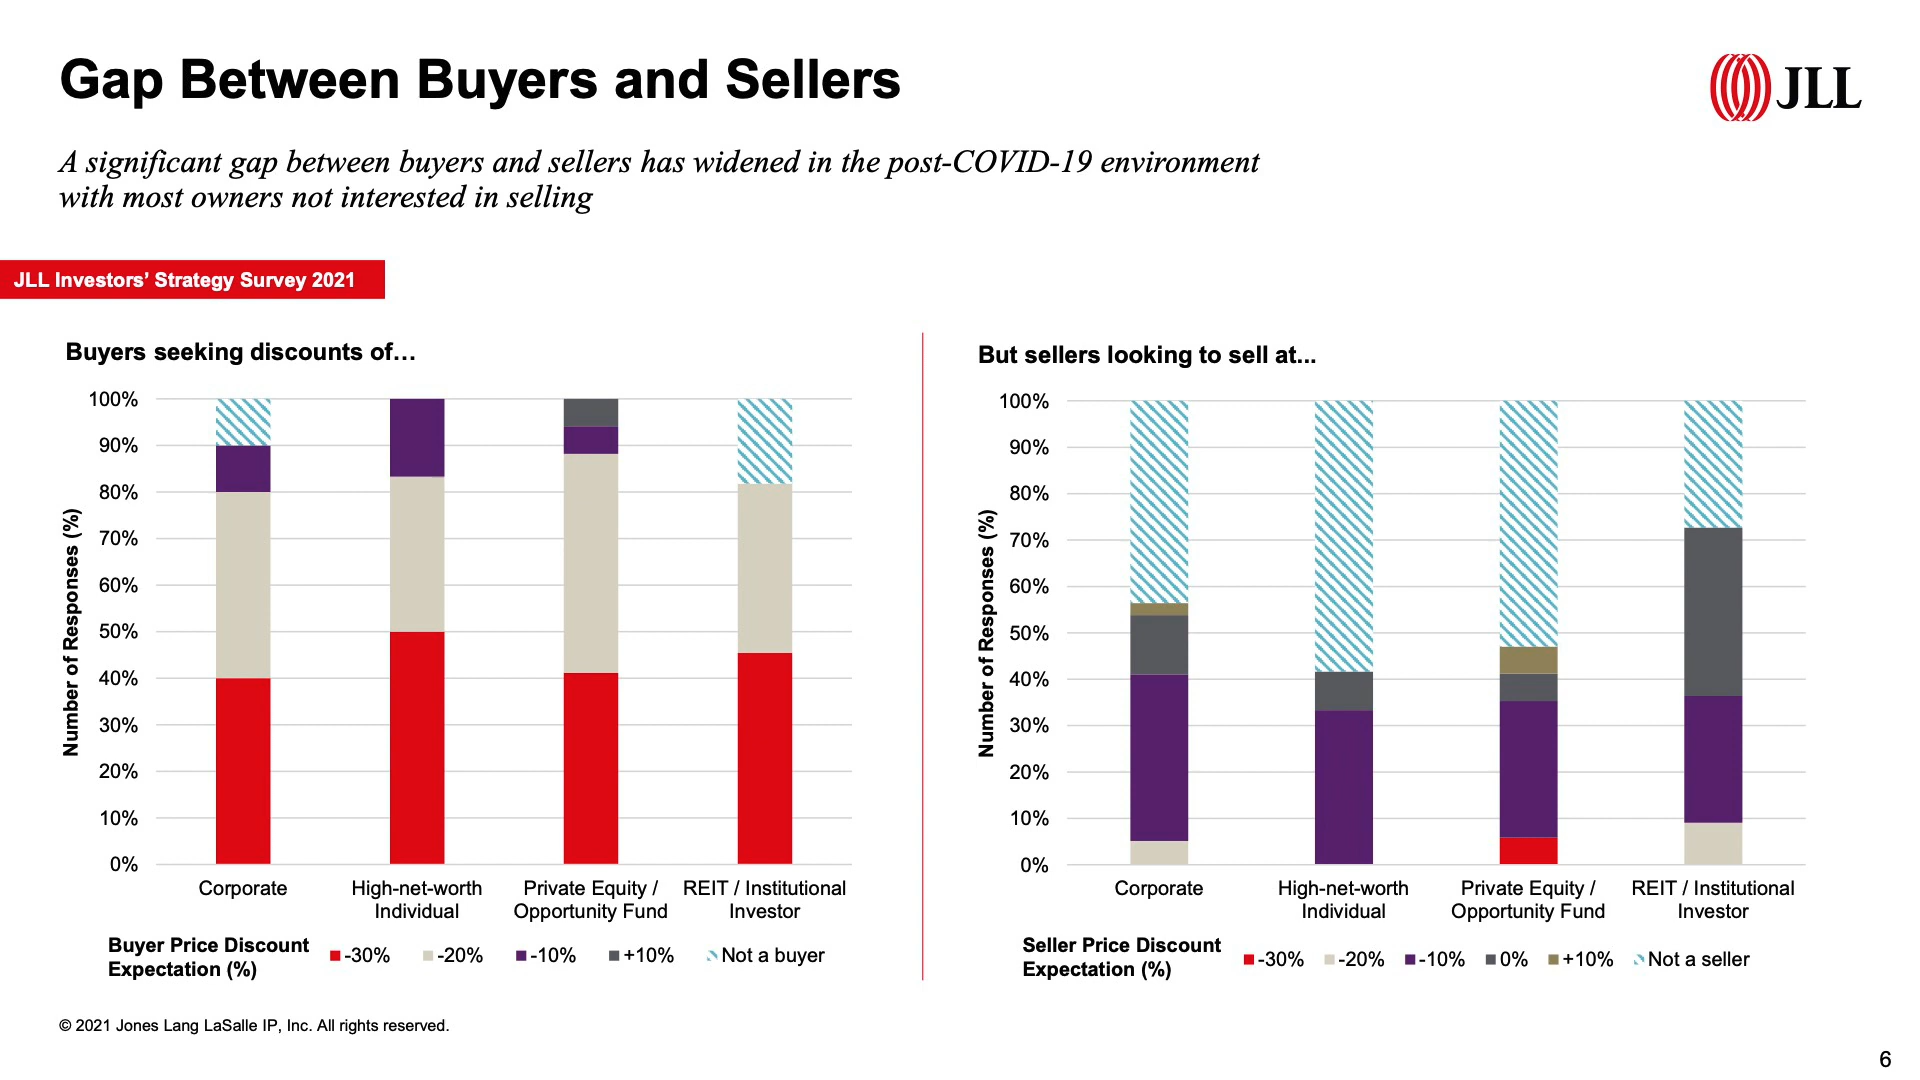 Gap Between Buyers and Sellers
JLL
A significant gap between buyers and sellers has widened in the post-COVID-19 environment
with most owners not interested in selling
JLL Investors’ Strategy Survey 2021
Buyers seeking discounts of…
100%
90%
80%
70%
60%
50%
40%
30%
20%
10%
0%
Number of Responses (%)
Corporate
High-net-worth
Individual
Private Equity /
Opportunity Fund
REIT / Institutional
Investor
Buyer Price Discount
Expectation (%)
-30% -20% -10% +10% Not a buyer
But sellers looking to sell at...
100%
90%
80%
70%
60%
50%
40%
30%
20%
10%
0%
Number of Responses (%)
Corporate
High-net-worth
Individual
Private Equity /
Opportunity Fund
REIT / Institutional
Investor
Seller Price Discount
Expectation (%)
-30% -20% -10% 0% +10% Not a seller
© 2021 Jones Lang LaSalle IP, Inc. All rights reserved.
6